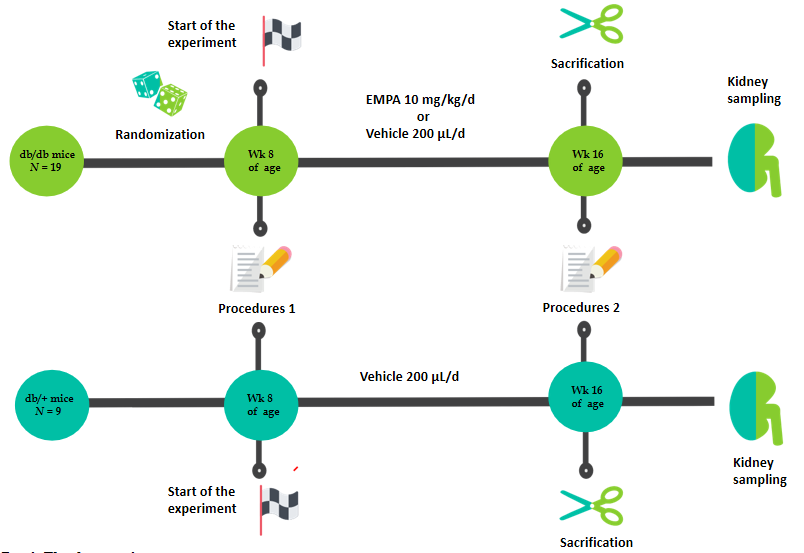 Start of the
experiment
Sacrification
EMPA 10 mg/kg/d
or
Vehicle 200 µL/d
Kidney
sampling
Randomization
db/db mice
N = 19
Wk 8
of age
Wk 16
of age
Procedures 1
Procedures 2
db/+ mice
N = 9
Wk 8
of age
Vehicle 200 µL/d
Wk 16
of age
Kidney
sampling
Start of the
experiment
Sacrification